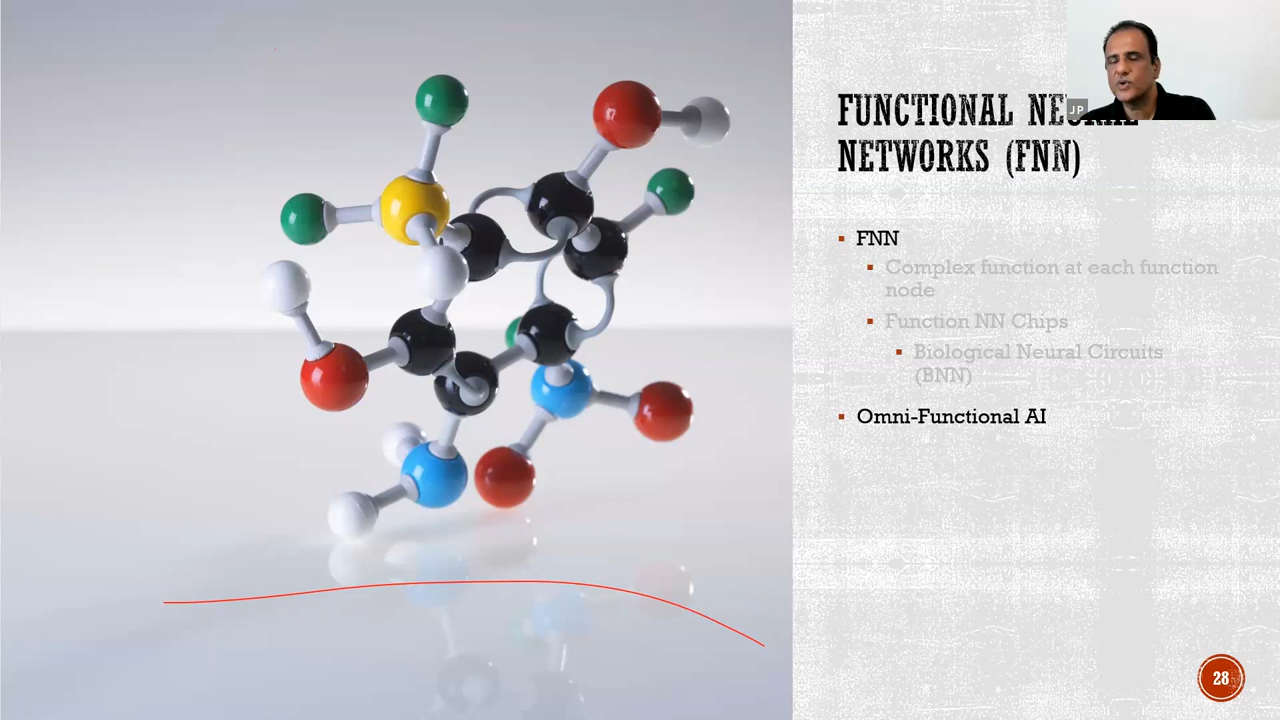 JP
FUNCTIONAL NEURAL
NETWORKS (FNN)
FNN
Complex function at each function
node
Function NN Chips
Biological Neural Circuits
(BNN)
Omni-Functional AI
28